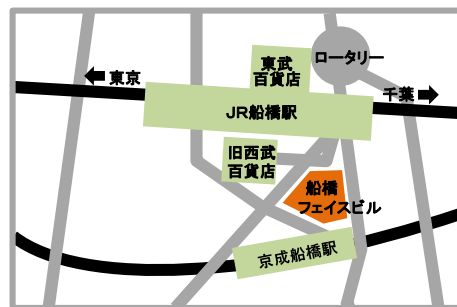 ロータリー
東武
百貨店
東京
千葉
JR船橋駅
旧西武
百貨店
船橋
フェイスビル
京成船橋駅